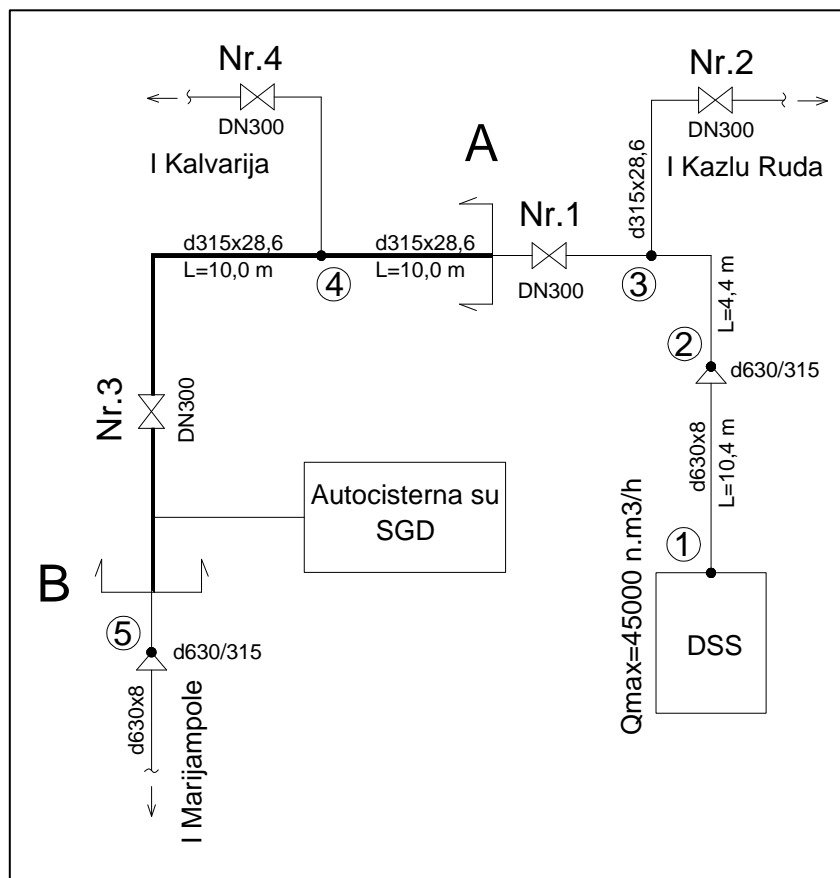 Nr.4
DN300
I Kalvarija
Nr.2
DN300
I Kazlu Ruda
d315x28,6
A
Nr.1
DN300
d315x28,6
L=10,0 m
d315x28,6
L=10,0 m
4
3
L=4,4 m
2
d630/315
Nr.3
DN300
d630x8
L=10,4 m
Autocisterna su
SGD
1
Qmax=45000 n.m3/h
DSS
B
5
d630/315
d630x8
I Marijampole